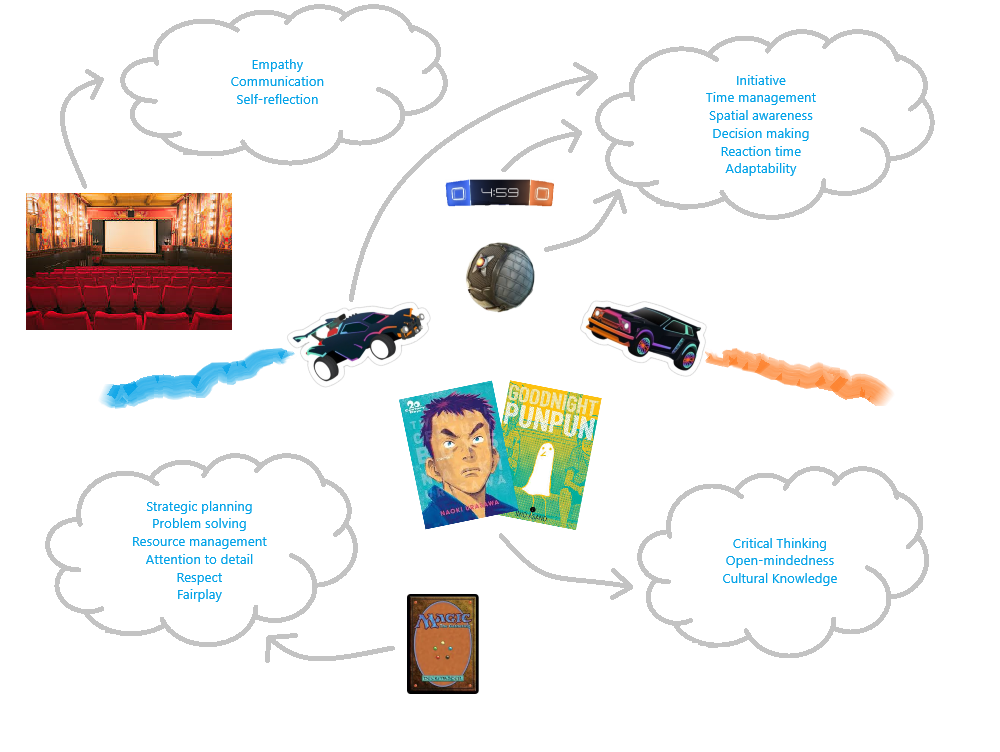 Empathy
Communication
Self-reflection
Initiative
Time management
Spatial awareness
Decision making
Reaction time
Adaptability
4:59
20
GOODNIGHT
PUNPUN
NAOKI URASAWA
Strategic planning
Problem solving
Resource management
Attention to detail
Respect
Fairplay
Critical Thinking
Open-mindedness
Cultural Knowledge
MAGIC